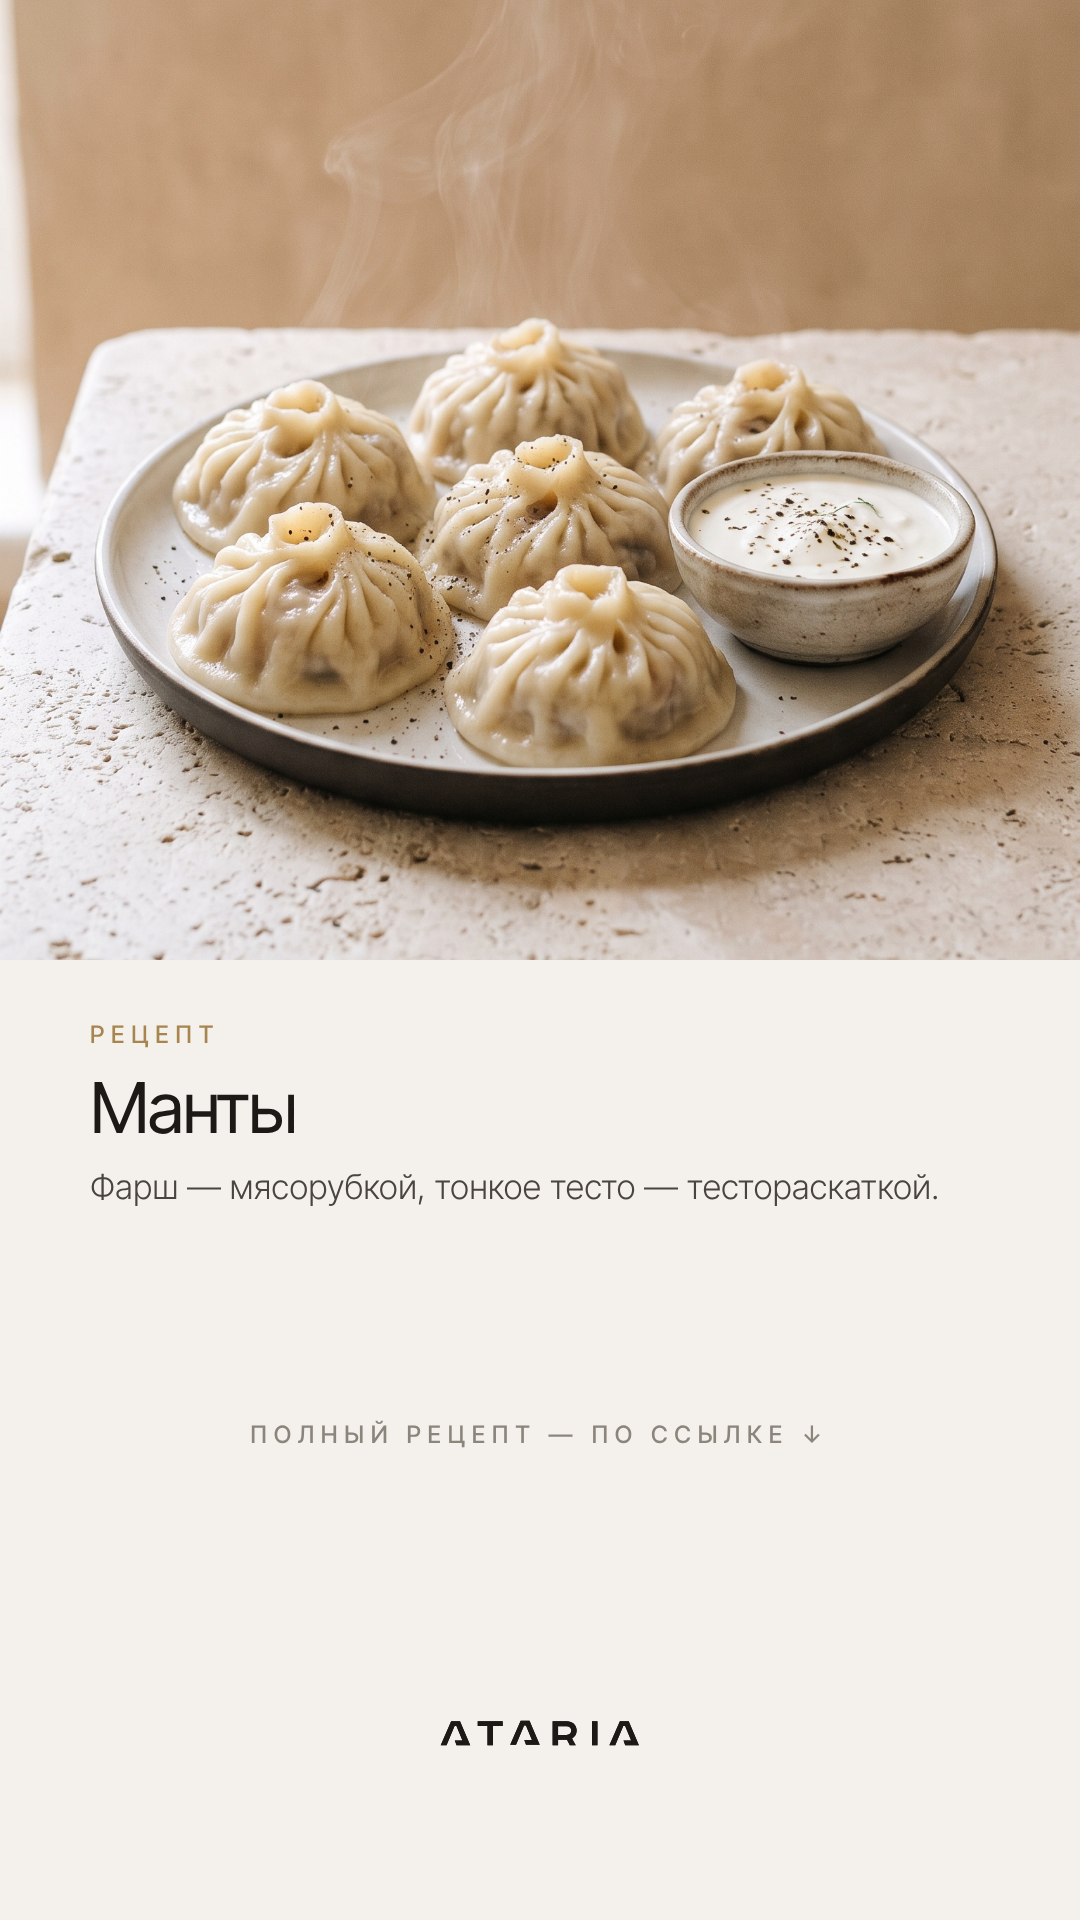 РЕЦЕПТ
Манты
Фарш — мясорубкой, тонкое тесто — тестораскаткой.
ПОЛНЫЙ РЕЦЕПТ — ПО ССЫЛКЕ ↓
ATARIA